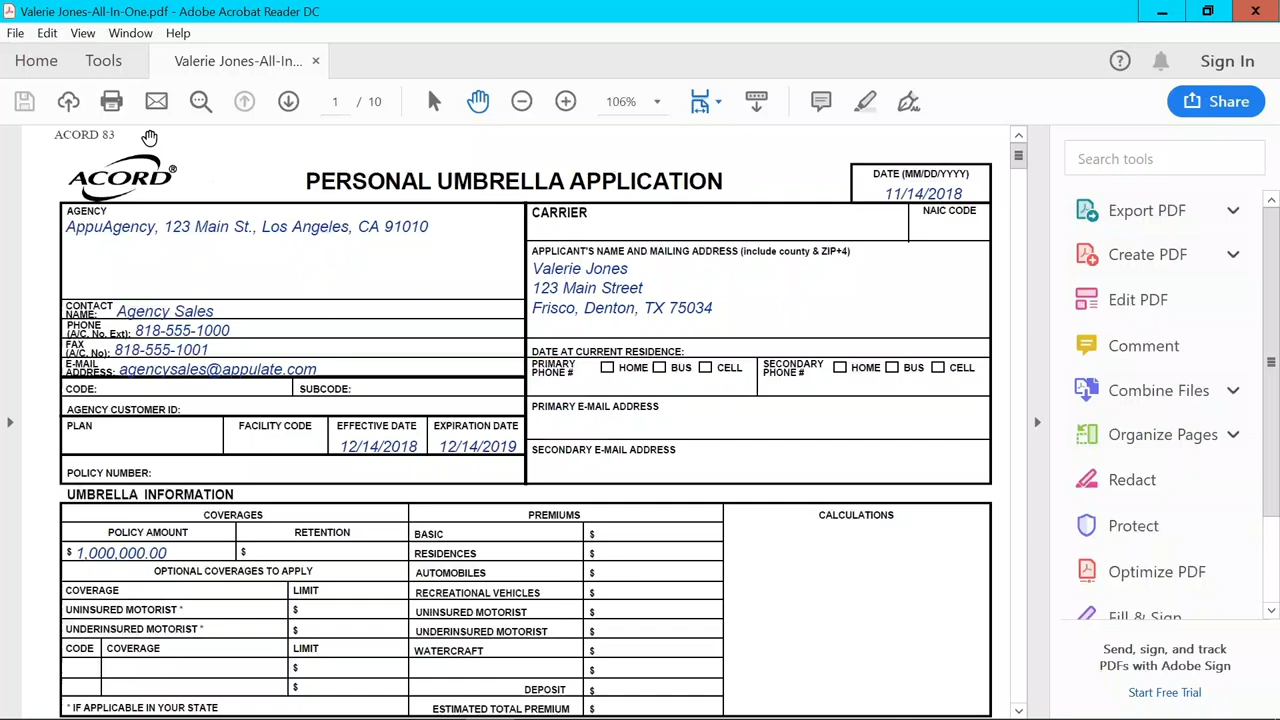 Valerie Jones-All-In-One.pdf - Adobe Acrobat Reader DC
File Edit View Window Help
Home Tools Valerie Jones-All-In... × Sign In
1 / 10 106% Share
ACORD 83
ACORD®
PERSONAL UMBRELLA APPLICATION
DATE (MM/DD/YYYY)
11/14/2018
AGENCY
AppuAgency, 123 Main St., Los Angeles, CA 91010
CONTACT NAME: Agency Sales
PHONE (A/C, No, Ext): 818-555-1000
FAX (A/C, No): 818-555-1001
E-MAIL ADDRESS: agencysales@appulate.com
CODE: SUBCODE:
AGENCY CUSTOMER ID:
PLAN FACILITY CODE EFFECTIVE DATE EXPIRATION DATE
12/14/2018 12/14/2019
POLICY NUMBER:
CARRIER NAIC CODE
APPLICANT'S NAME AND MAILING ADDRESS (include county & ZIP+4)
Valerie Jones
123 Main Street
Frisco, Denton, TX 75034
DATE AT CURRENT RESIDENCE:
PRIMARY PHONE # HOME BUS CELL SECONDARY PHONE # HOME BUS CELL
PRIMARY E-MAIL ADDRESS
SECONDARY E-MAIL ADDRESS
UMBRELLA INFORMATION
COVERAGES PREMIUMS CALCULATIONS
POLICY AMOUNT RETENTION BASIC $
$ 1,000,000.00 $ RESIDENCES $
OPTIONAL COVERAGES TO APPLY AUTOMOBILES $
COVERAGE LIMIT RECREATIONAL VEHICLES $
UNINSURED MOTORIST * $ UNINSURED MOTORIST $
UNDERINSURED MOTORIST * $ UNDERINSURED MOTORIST $
CODE COVERAGE LIMIT WATERCRAFT $
$ $
$ DEPOSIT $
* IF APPLICABLE IN YOUR STATE ESTIMATED TOTAL PREMIUM $
Search tools
Export PDF
Create PDF
Edit PDF
Comment
Combine Files
Organize Pages
Redact
Protect
Optimize PDF
Fill & Sign
Send, sign, and track
PDFs with Adobe Sign
Start Free Trial